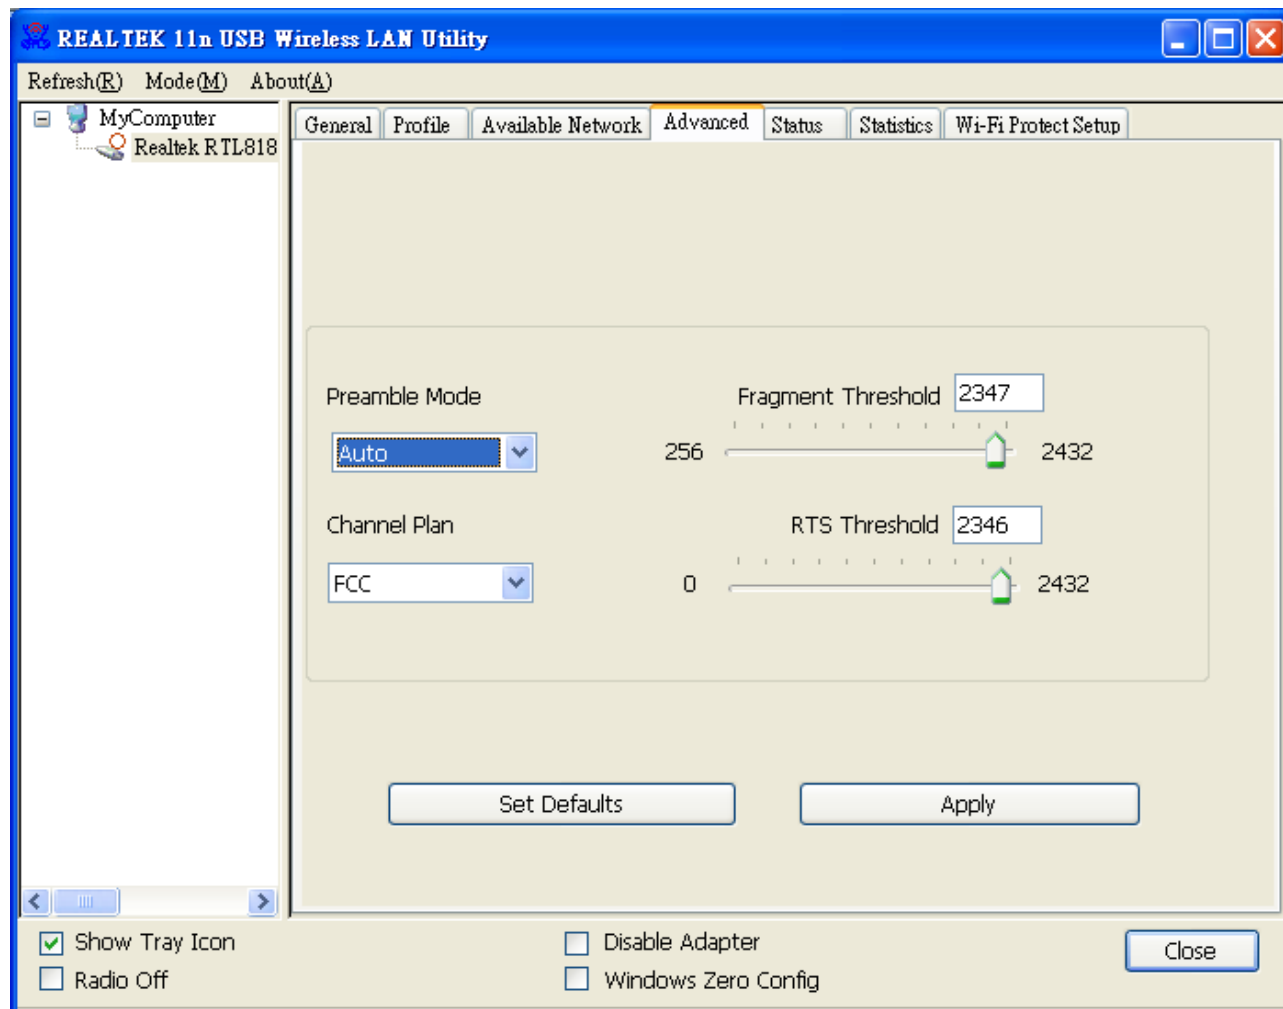 REALTEK 11n USB Wireless LAN Utility
Refresh(R) Mode(M) About(A)
MyComputer
Realtek RTL818
General Profile Available Network Advanced Status Statistics Wi-Fi Protect Setup
Preamble Mode
Auto
Channel Plan
FCC
Fragment Threshold 2347
256 2432
RTS Threshold 2346
0 2432
Set Defaults Apply
Show Tray Icon
Radio Off
Disable Adapter
Windows Zero Config
Close